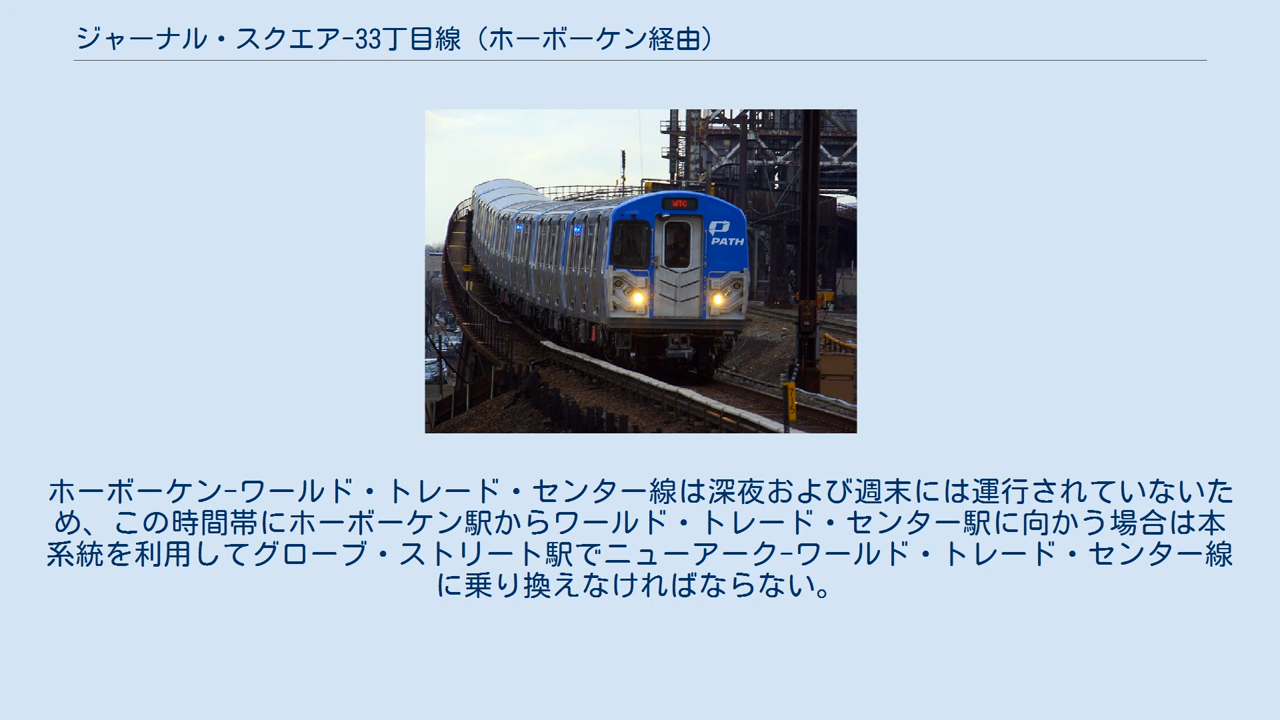 ジャーナル・スクエア-33丁目線（ホーボーケン経由）
WTC
PATH
ホーボーケン-ワールド・トレード・センター線は深夜および週末には運行されていないた
め、この時間帯にホーボーケン駅からワールド・トレード・センター駅に向かう場合は本
系統を利用してグローブ・ストリート駅でニューアーク-ワールド・トレード・センター線
に乗り換えなければならない。